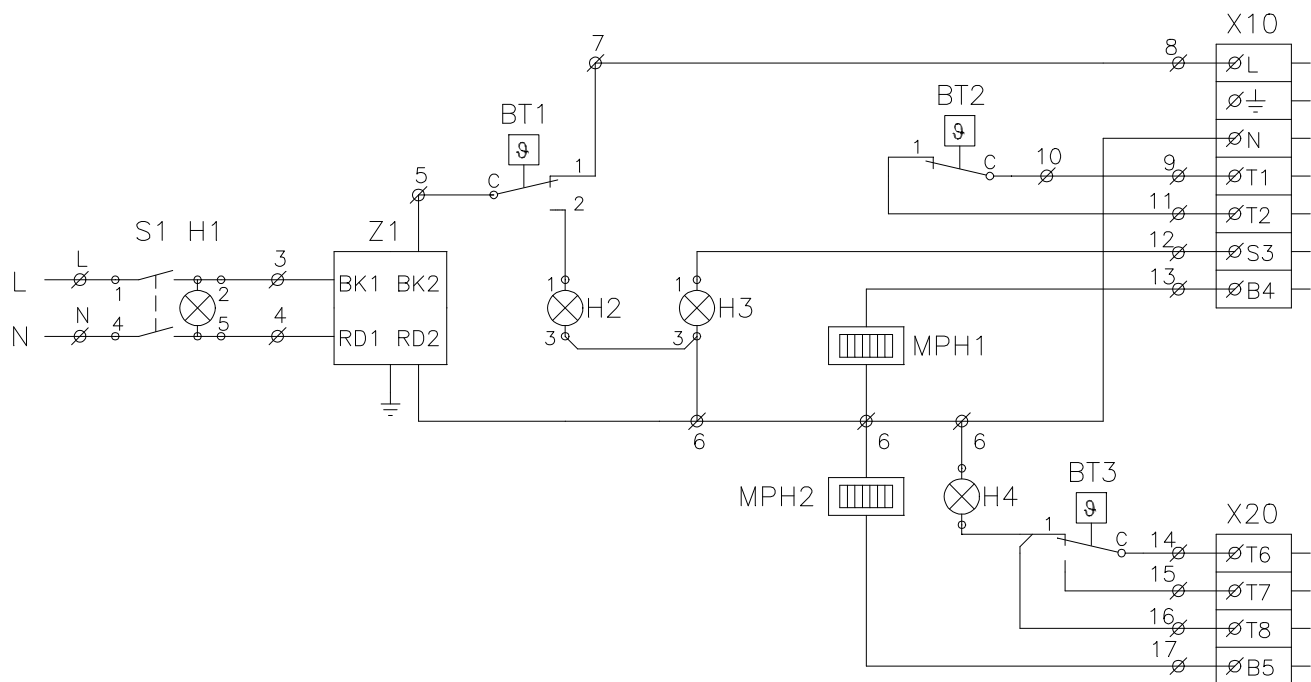 X10
7
8
L
BT1
BT2
ϑ
ϑ
N
1
1
C
10
9
T1
5
C
2
11
T2
S1 H1
Z1
12
S3
L
L
3
BK1 BK2
1
2
1
1
13
B4
H2
H3
N
N
4
5
4
RD1 RD2
3
3
MPH1
6
6
6
BT3
MPH2
H4
ϑ
X20
1
C
14
T6
15
T7
16
T8
17
B5